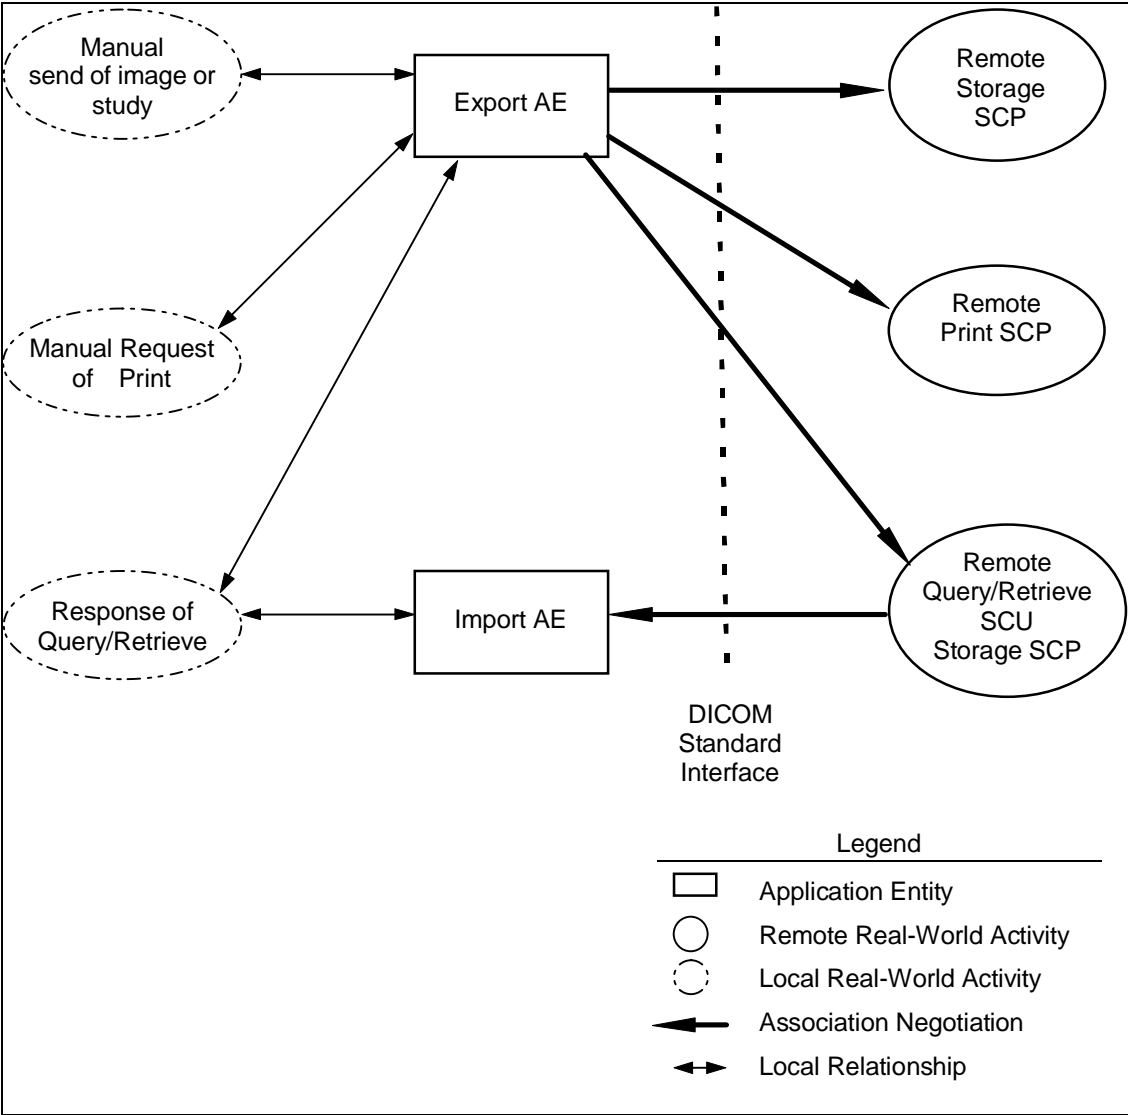 Manual
send of image or
study
Export AE
Remote
Storage
SCP
Manual Request
of Print
Remote
Print SCP
Response of
Query/Retrieve
Import AE
Remote
Query/Retrieve
SCU
Storage SCP
DICOM
Standard
Interface
Legend
Application Entity
Remote Real-World Activity
Local Real-World Activity
Association Negotiation
Local Relationship